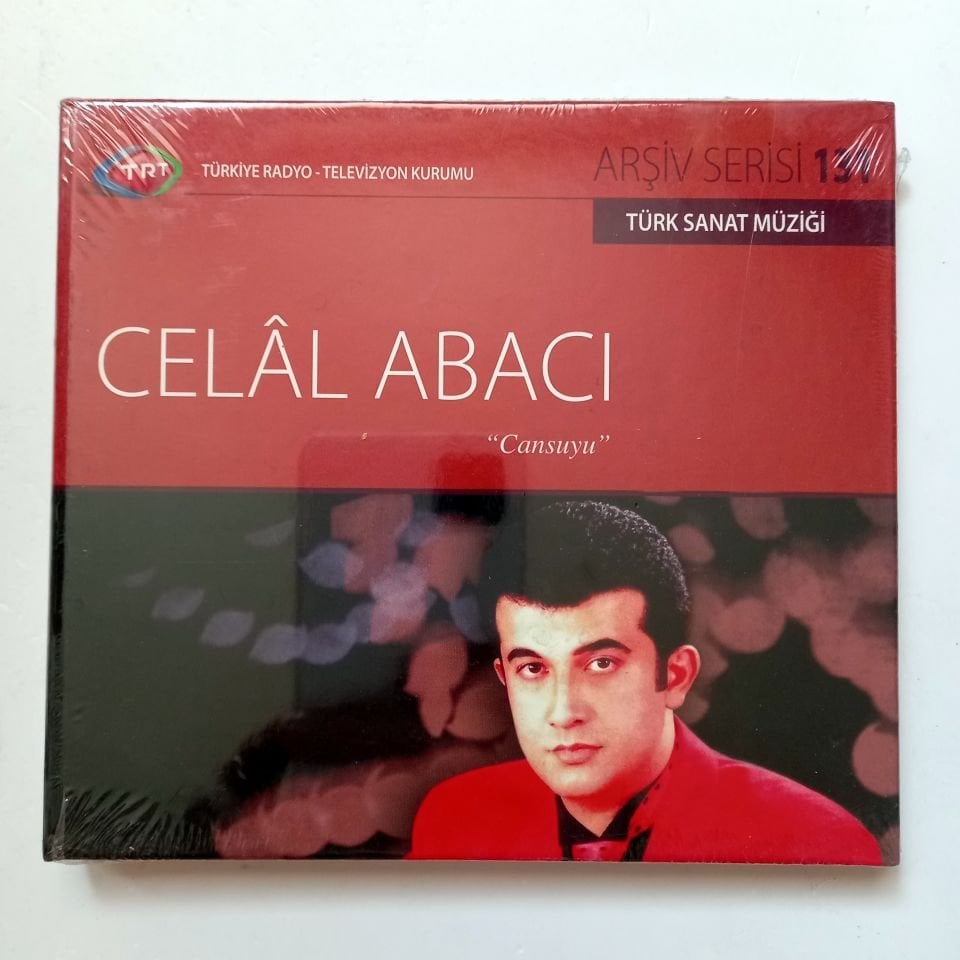 TRT
TÜRKİYE RADYO - TELEVİZYON KURUMU
ARŞİV SERİSİ 131
TÜRK SANAT MÜZİĞİ
CELÂL ABACI
“Cansuyu”